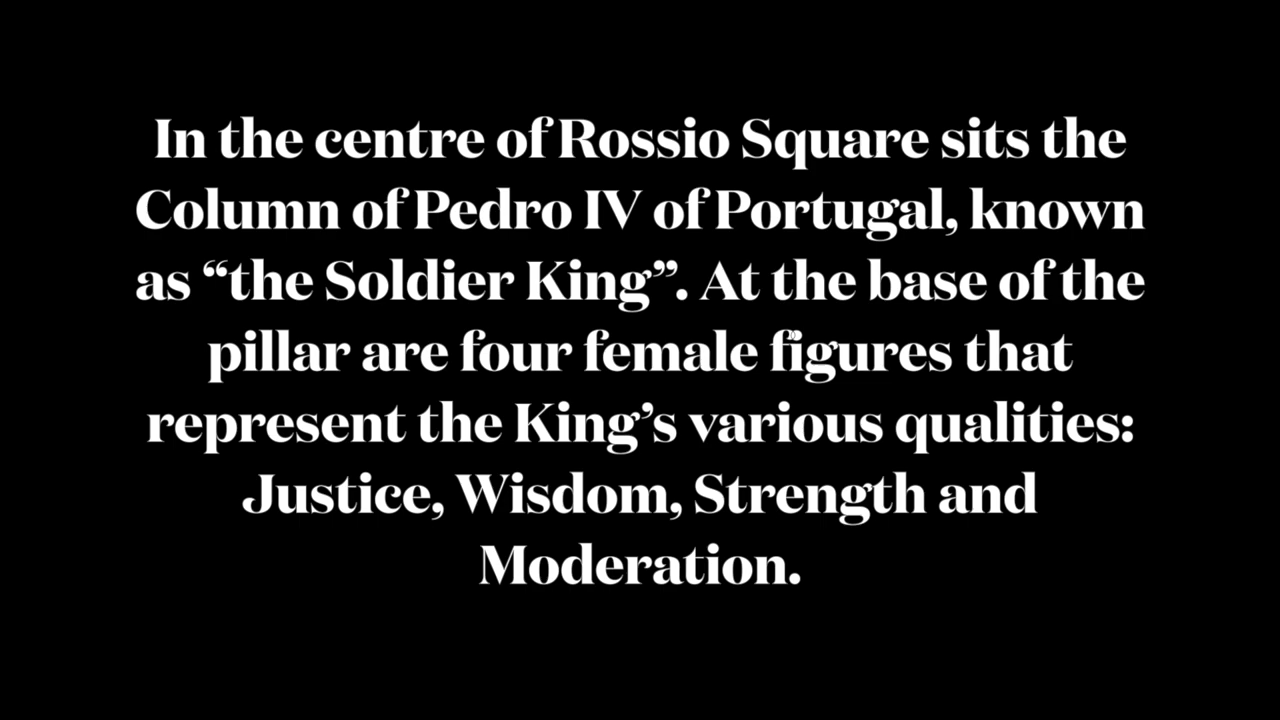 In the centre of Rossio Square sits the
Column of Pedro IV of Portugal, known
as “the Soldier King”. At the base of the
pillar are four female figures that
represent the King’s various qualities:
Justice, Wisdom, Strength and
Moderation.